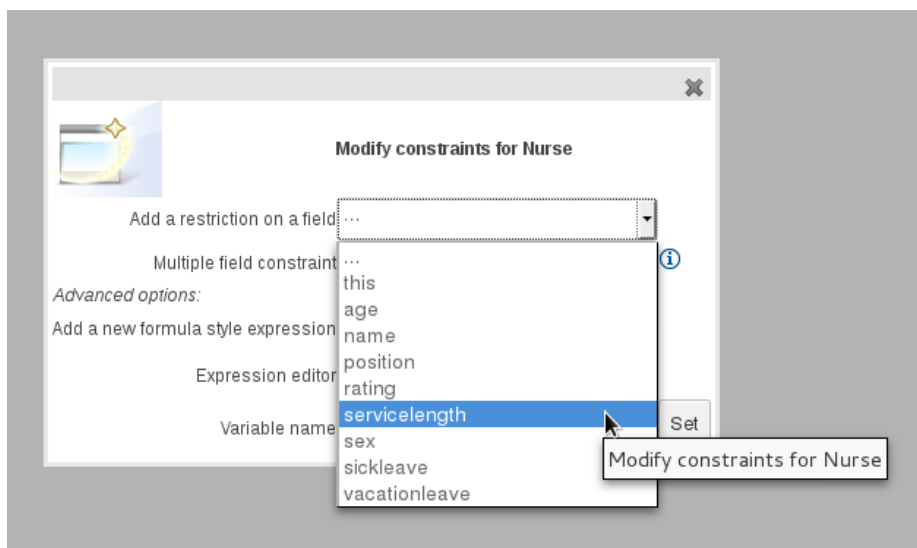 Modify constraints for Nurse
Add a restriction on a field ...
Multiple field constraint
...
this
Advanced options:
age
Add a new formula style expression
name
position
Expression editor
rating
servicelength
Variable name
Set
sex
Modify constraints for Nurse
sickleave
vacationleave